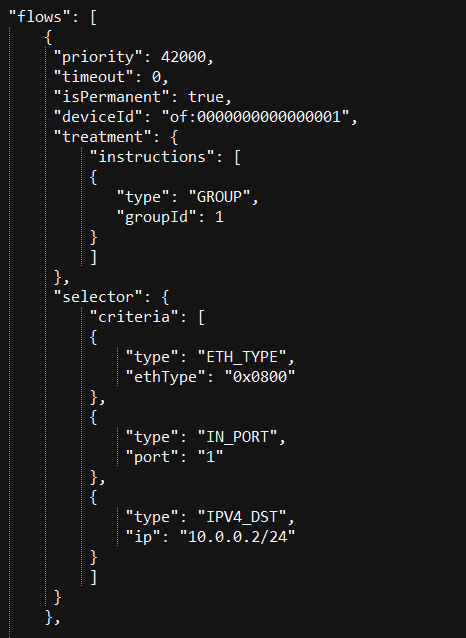 "flows": [
{
"priority": 42000,
"timeout": 0,
"isPermanent": true,
"deviceId": "of:0000000000000001",
"treatment": {
"instructions": [
{
"type": "GROUP",
"groupId": 1
}
]
},
"selector": {
"criteria": [
{
"type": "ETH_TYPE",
"ethType": "0x0800"
},
{
"type": "IN_PORT",
"port": "1"
},
{
"type": "IPV4_DST",
"ip": "10.0.0.2/24"
}
]
}
},